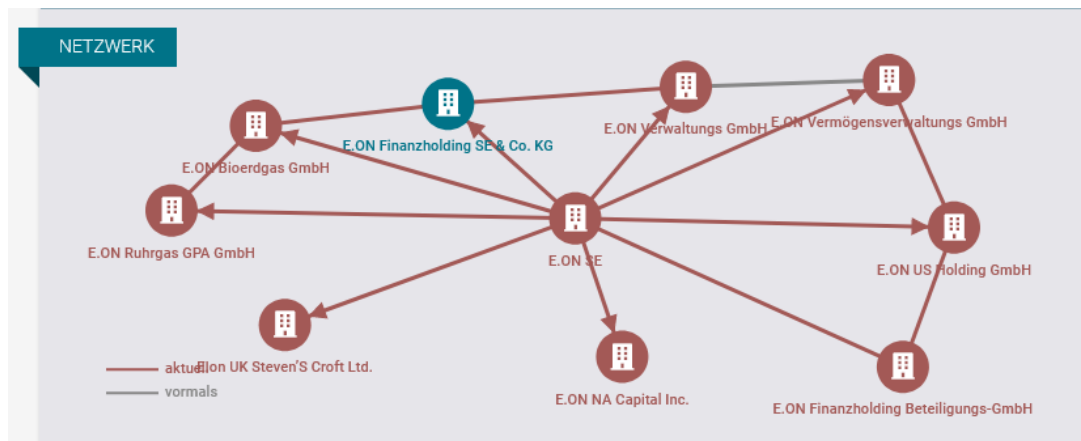 NETZWERK
E.ON Finanzholding SE & Co. KG
E.ON Verwaltungs GmbH
E.ON Vermögensverwaltungs GmbH
E.ON Bioerdgas GmbH
E.ON Ruhrgas GPA GmbH
E.ON SE
E.ON US Holding GmbH
E.on UK Steven'S Croft Ltd.
E.ON NA Capital Inc.
E.ON Finanzholding Beteiligungs-GmbH
aktuell
vormals